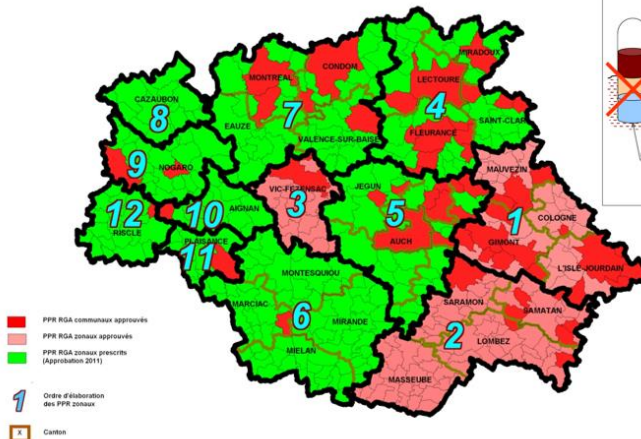 CONDOM
MIRADOUX
MONTREAL
LECTOURE
CAZAUBON
4
8
7
SAINT-CLAR
EAUZE
FLEURANCE
VALENCE-SUR-BAISE
9
NOGARO
MAUVEZIN
VIC-FEZENSAC
JEGUN
3
12
10
AIGNAN
5
1
COLOGNE
RISCLE
AUCH
PLAISANCE
GIMONT
11
L'ISLE-JOURDAIN
MONTESQUIOU
SARAMON
MARCIAC
6
MIRANDE
SAMATAN
2
LOMBEZ
MIELAN
MASSEUBE
PPR RGA communaux approuvés
PPR RGA zonaux approuvés
PPR RGA zonaux prescrits
(Approbation 2011)
1
Ordre d'élaboration
des PPR zonaux
X
Canton